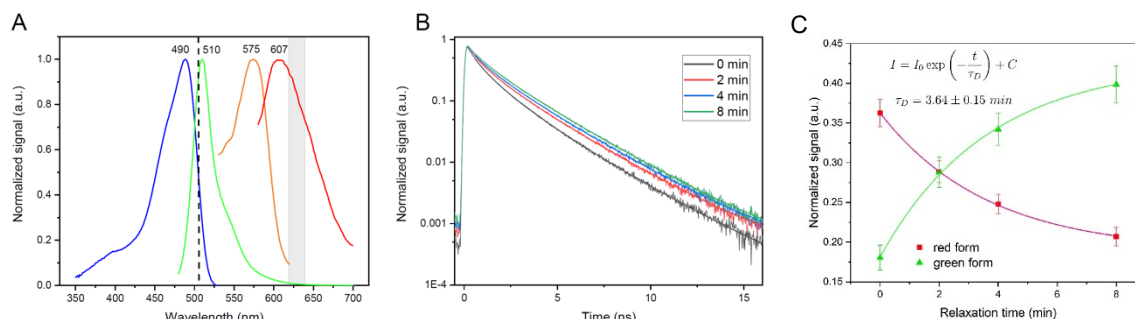 A
490
510
575
607
Normalized signal (a.u.)
1.0
0.8
0.6
0.4
0.2
0.0
350
400
450
500
550
600
650
700
Wavelength (nm)
B
Normalized signal (a.u.)
1
0.1
0.01
0.001
1E-4
0 min
2 min
4 min
8 min
0
5
10
15
Time (ns)
C
Normalized signal (a.u.)
0.45
0.40
0.35
0.30
0.25
0.20
0.15
I = I₀ exp (−t/τ_D) + C
τ_D = 3.64 ± 0.15 min
red form
green form
0
2
4
6
8
Relaxation time (min)